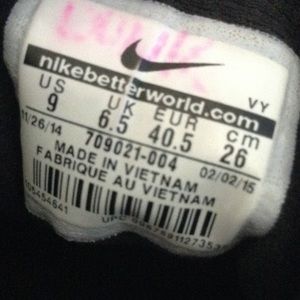 nikebetterworld.com
VY
US UK EUR cm
9 6.5 40.5 26
11/26/14 709021-004 02/02/15
MADE IN VIETNAM
FABRIQUE AU VIETNAM